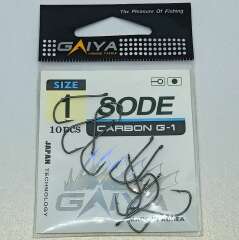 The Pleasure Of Fishing
GAIYA
SIZE
1
SODE
10PCS
CARBON G-1
JAPAN
TECHNOLOGY
GAIYA